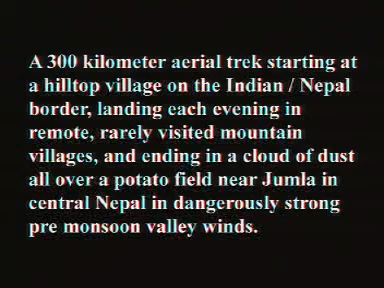 A 300 kilometer aerial trek starting at
a hilltop village on the Indian / Nepal
border, landing each evening in
remote, rarely visited mountain
villages, and ending in a cloud of dust
all over a potato field near Jumla in
central Nepal in dangerously strong
pre monsoon valley winds.